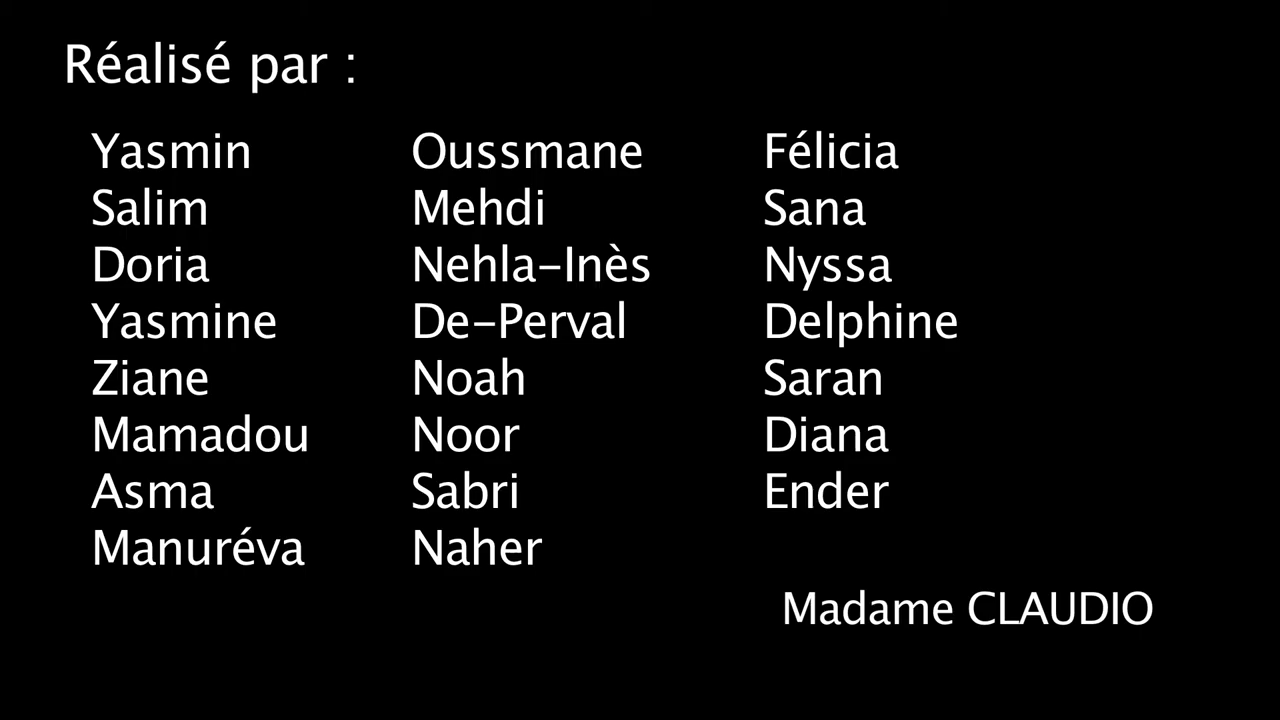 Réalisé par :
Yasmin
Salim
Doria
Yasmine
Ziane
Mamadou
Asma
Manuréva
Oussmane
Mehdi
Nehla-Inès
De-Perval
Noah
Noor
Sabri
Naher
Félicia
Sana
Nyssa
Delphine
Saran
Diana
Ender
Madame CLAUDIO